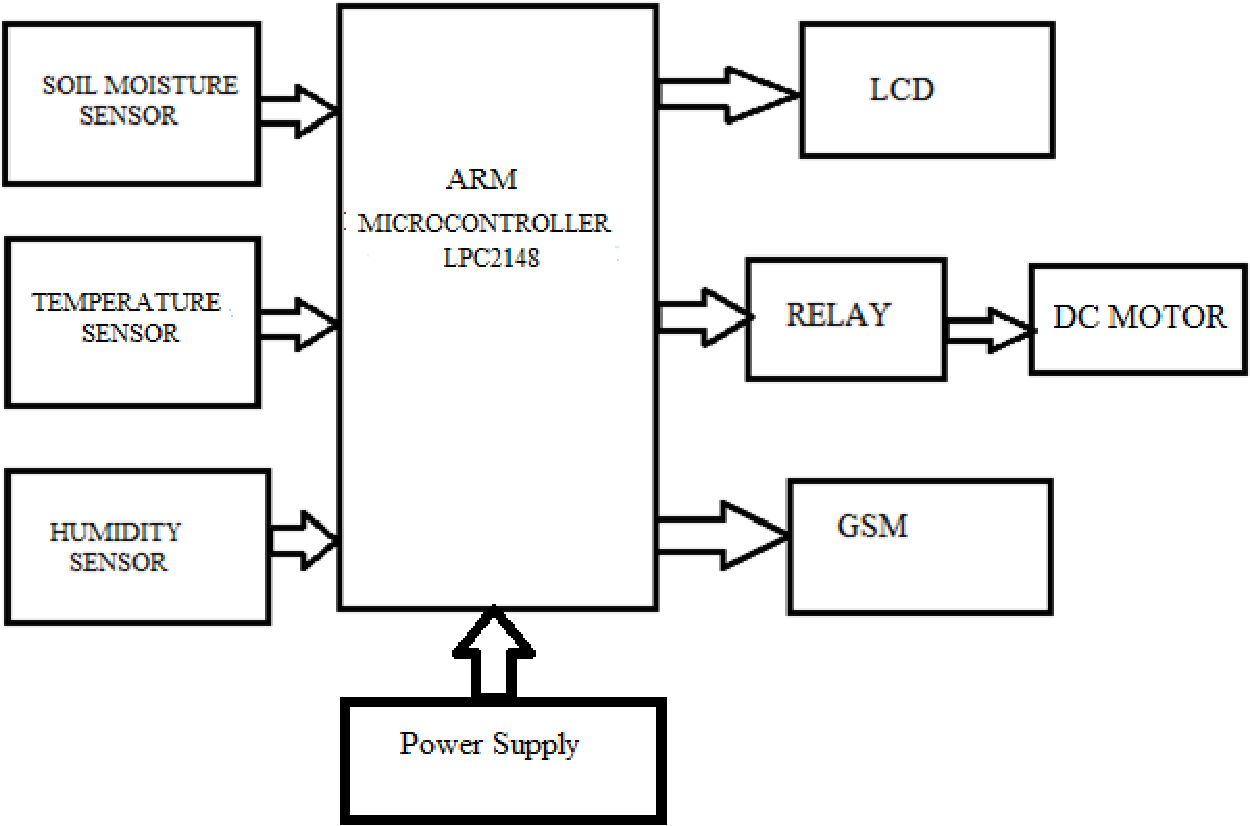 SOIL MOISTURE
SENSOR
TEMPERATURE
SENSOR
HUMIDITY
SENSOR
ARM
MICROCONTROLLER
LPC2148
LCD
RELAY
DC MOTOR
GSM
Power Supply